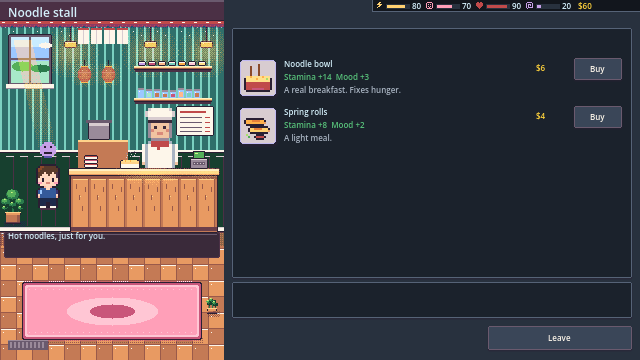 Noodle stall
80
70
90
20
$60
Noodle bowl
Stamina +14 Mood +3
A real breakfast. Fixes hunger.
$6
Buy
Spring rolls
Stamina +8 Mood +2
A light meal.
$4
Buy
Hot noodles, just for you.
Leave